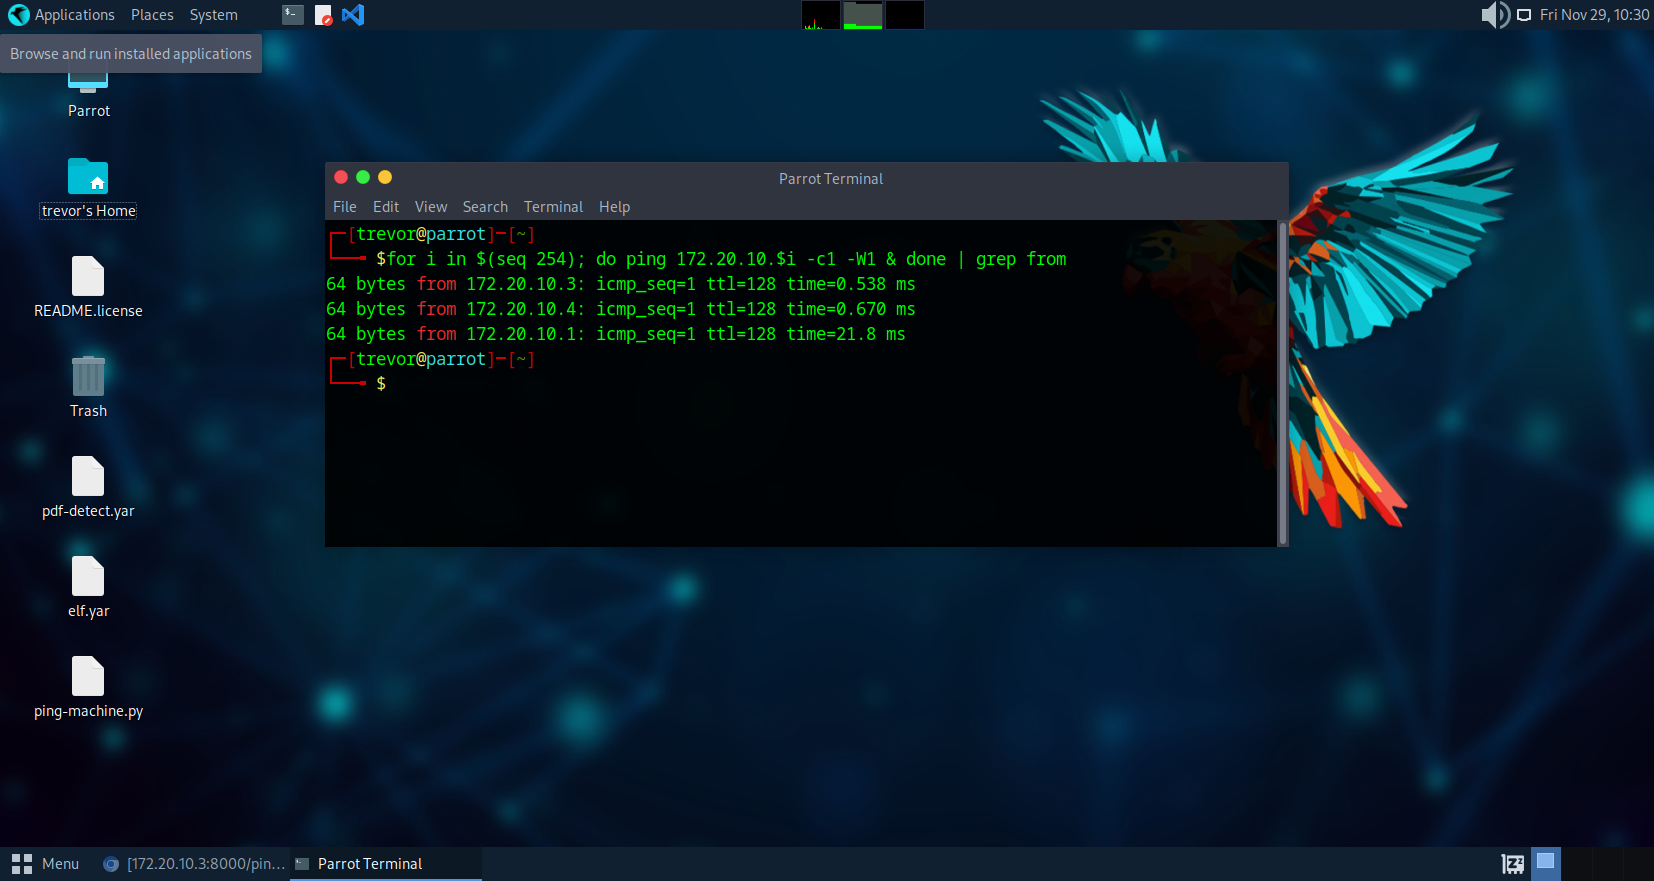 Applications Places System
Fri Nov 29, 10:30
Browse and run installed applications
Parrot
trevor's Home
README.license
Trash
pdf-detect.yar
elf.yar
ping-machine.py
Parrot Terminal
File Edit View Search Terminal Help
┌─[trevor@parrot]─[~]
└──╼ $for i in $(seq 254); do ping 172.20.10.$i -c1 -W1 & done | grep from
64 bytes from 172.20.10.3: icmp_seq=1 ttl=128 time=0.538 ms
64 bytes from 172.20.10.4: icmp_seq=1 ttl=128 time=0.670 ms
64 bytes from 172.20.10.1: icmp_seq=1 ttl=128 time=21.8 ms
┌─[trevor@parrot]─[~]
└──╼ $
Menu [172.20.10.3:8000/pin... Parrot Terminal